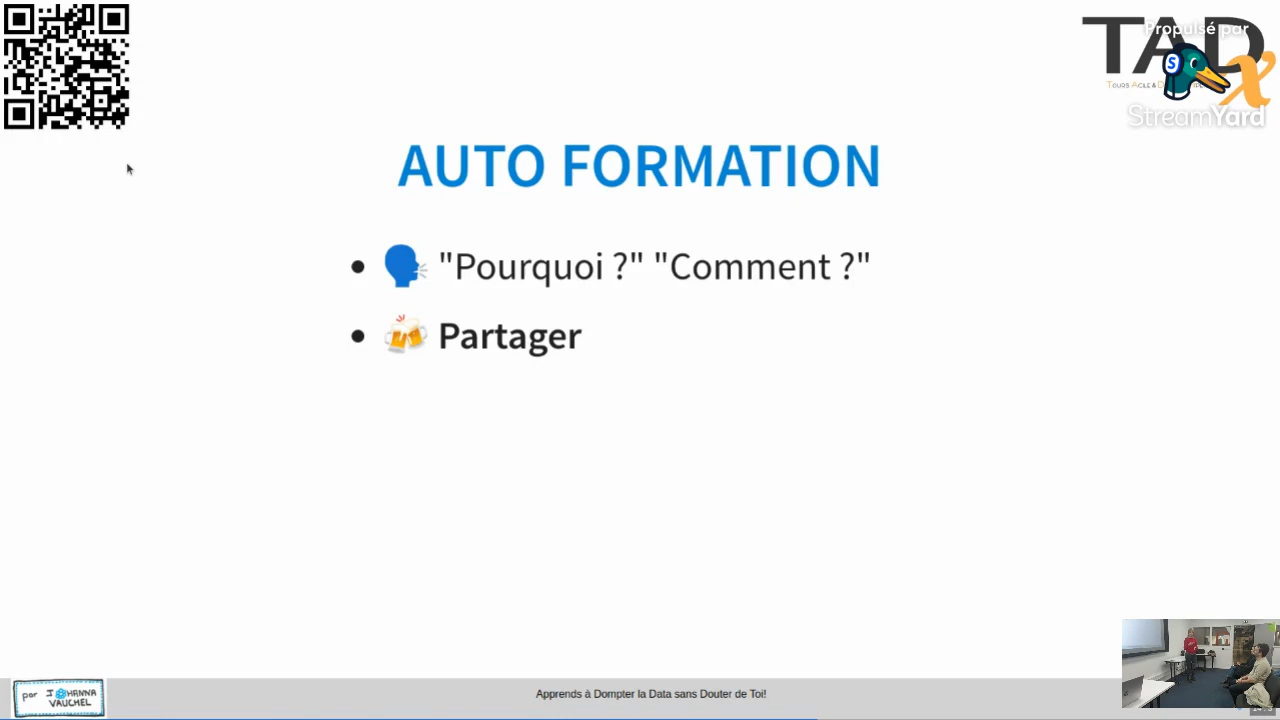 TAD
Propulsé par
StreamYard
AUTO FORMATION
"Pourquoi ?" "Comment ?"
Partager
par JOHANNA
VAUCHEL
Apprends à Dompter la Data sans Douter de Toi!